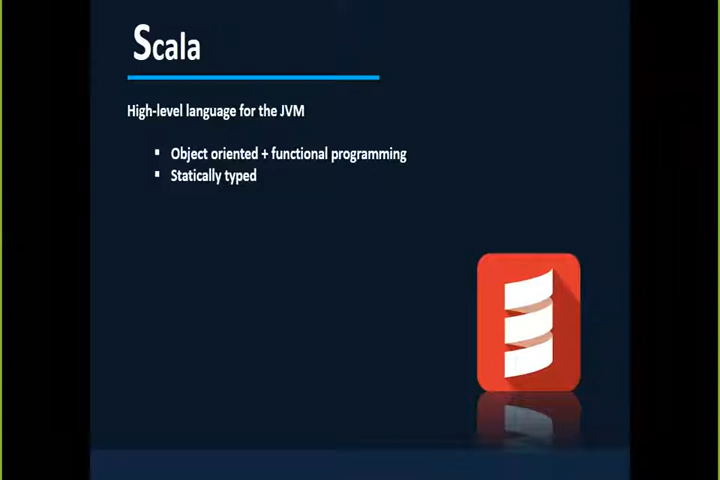 Scala
High-level language for the JVM
▪ Object oriented + functional programming
▪ Statically typed